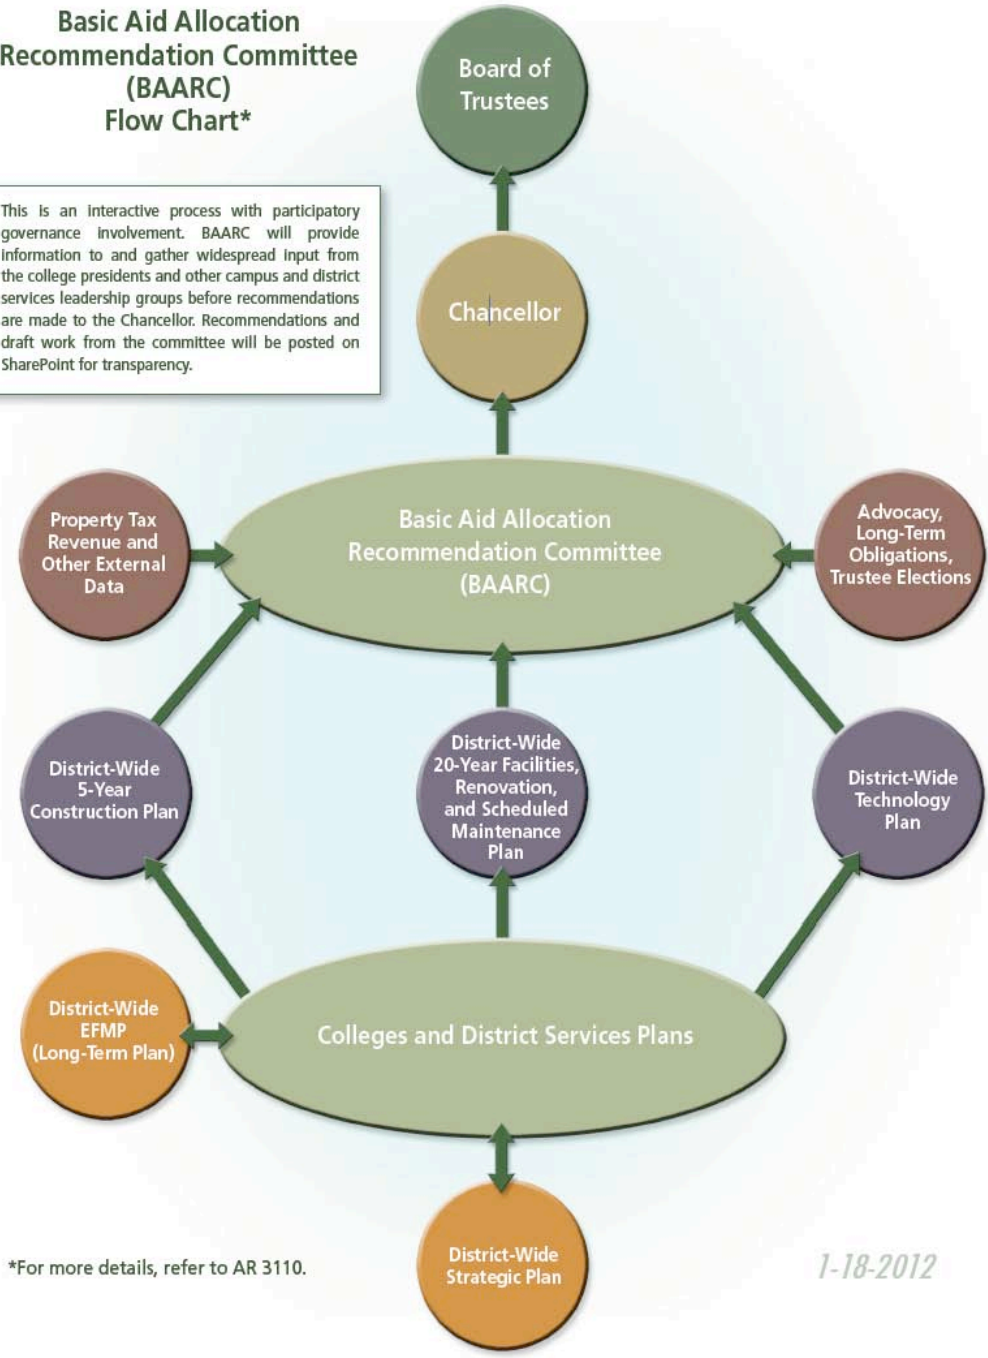 Basic Aid Allocation
Recommendation Committee
(BAARC)
Flow Chart*
This is an interactive process with participatory
governance involvement. BAARC will provide
information to and gather widespread input from
the college presidents and other campus and district
services leadership groups before recommendations
are made to the Chancellor. Recommendations and
draft work from the committee will be posted on
SharePoint for transparency.
Board of
Trustees
Chancellor
Property Tax
Revenue and
Other External
Data
Basic Aid Allocation
Recommendation Committee
(BAARC)
Advocacy,
Long-Term
Obligations,
Trustee Elections
District-Wide
5-Year
Construction Plan
District-Wide
20-Year Facilities,
Renovation,
and Scheduled
Maintenance
Plan
District-Wide
Technology
Plan
District-Wide
EFMP
(Long-Term Plan)
Colleges and District Services Plans
District-Wide
Strategic Plan
*For more details, refer to AR 3110.
1-18-2012